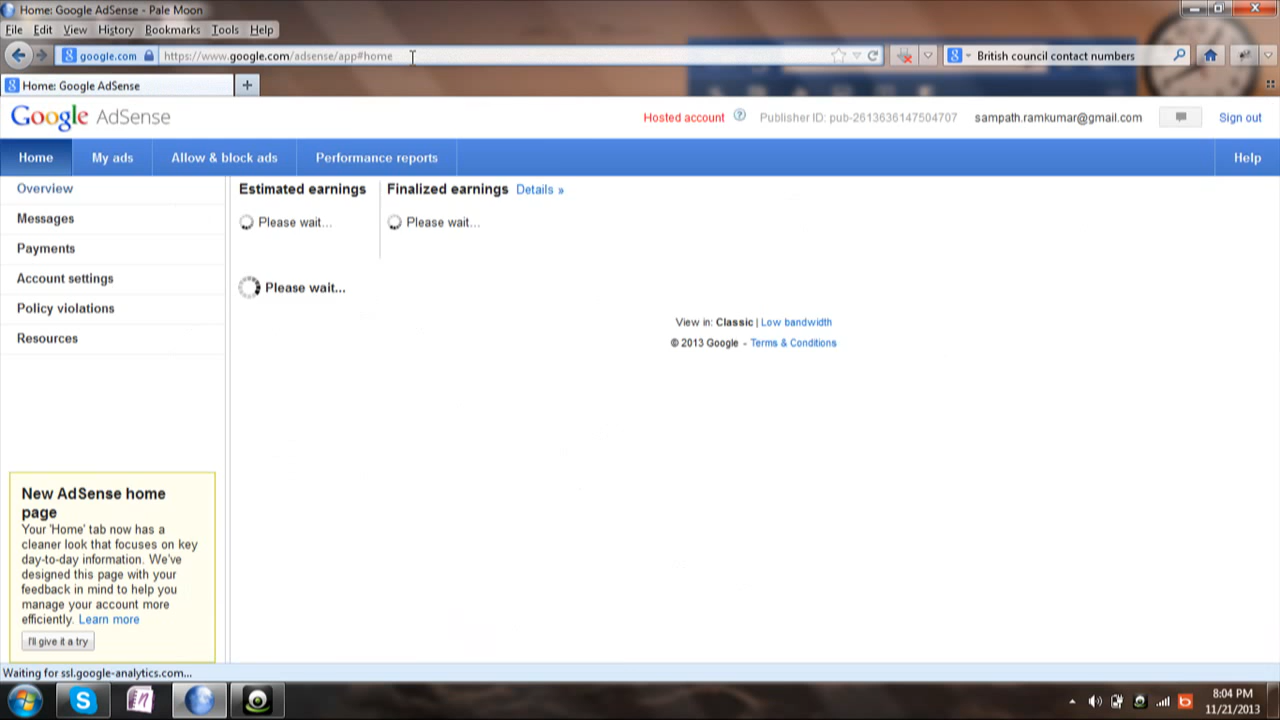 Home: Google AdSense - Pale Moon
File Edit View History Bookmarks Tools Help
google.com https://www.google.com/adsense/app#home British council contact numbers
Home: Google AdSense
Google AdSense Hosted account Publisher ID: pub-2613636147504707 sampath.ramkumar@gmail.com Sign out
Home My ads Allow & block ads Performance reports Help
Overview
Messages
Payments
Account settings
Policy violations
Resources
Estimated earnings Finalized earnings Details »
Please wait... Please wait...
Please wait...
View in: Classic | Low bandwidth
© 2013 Google - Terms & Conditions
New AdSense home
page
Your 'Home' tab now has a
cleaner look that focuses on key
day-to-day information. We've
designed this page with your
feedback in mind to help you
manage your account more
efficiently. Learn more
I'll give it a try
Waiting for ssl.google-analytics.com...
8:04 PM
11/21/2013